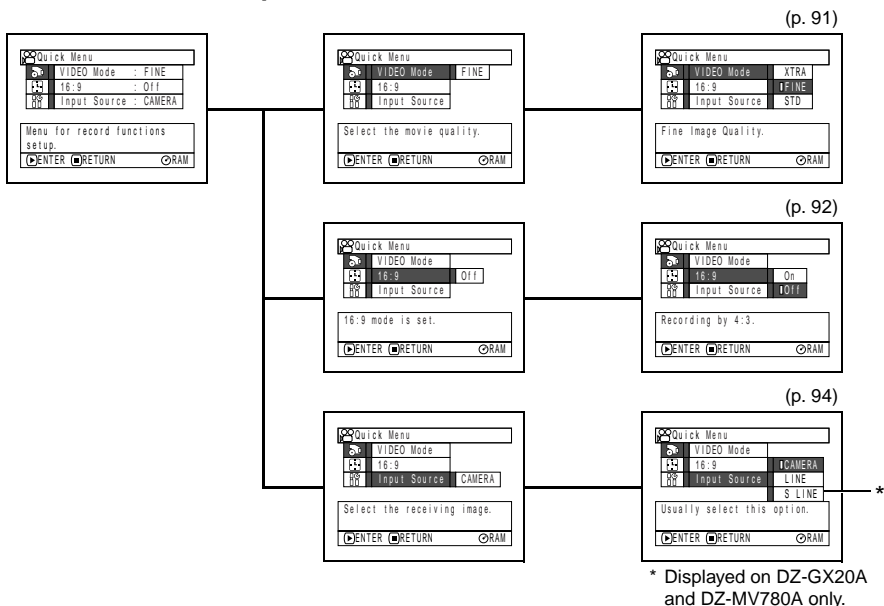 (p. 91)
Quick Menu
VIDEO Mode : FINE
16:9 : Off
Input Source : CAMERA
Menu for record functions
setup.
ENTER RETURN RAM
Quick Menu
VIDEO Mode FINE
16:9
Input Source
Select the movie quality.
ENTER RETURN RAM
Quick Menu
VIDEO Mode XTRA
16:9 FINE
Input Source STD
Fine Image Quality.
ENTER RETURN RAM
(p. 92)
Quick Menu
VIDEO Mode
16:9 Off
Input Source
16:9 mode is set.
ENTER RETURN RAM
Quick Menu
VIDEO Mode
16:9 On
Input Source Off
Recording by 4:3.
ENTER RETURN RAM
(p. 94)
Quick Menu
VIDEO Mode
16:9
Input Source CAMERA
Select the receiving image.
ENTER RETURN RAM
Quick Menu
VIDEO Mode
16:9 CAMERA
Input Source LINE
S LINE *
Usually select this option.
ENTER RETURN RAM
* Displayed on DZ-GX20A
and DZ-MV780A only.